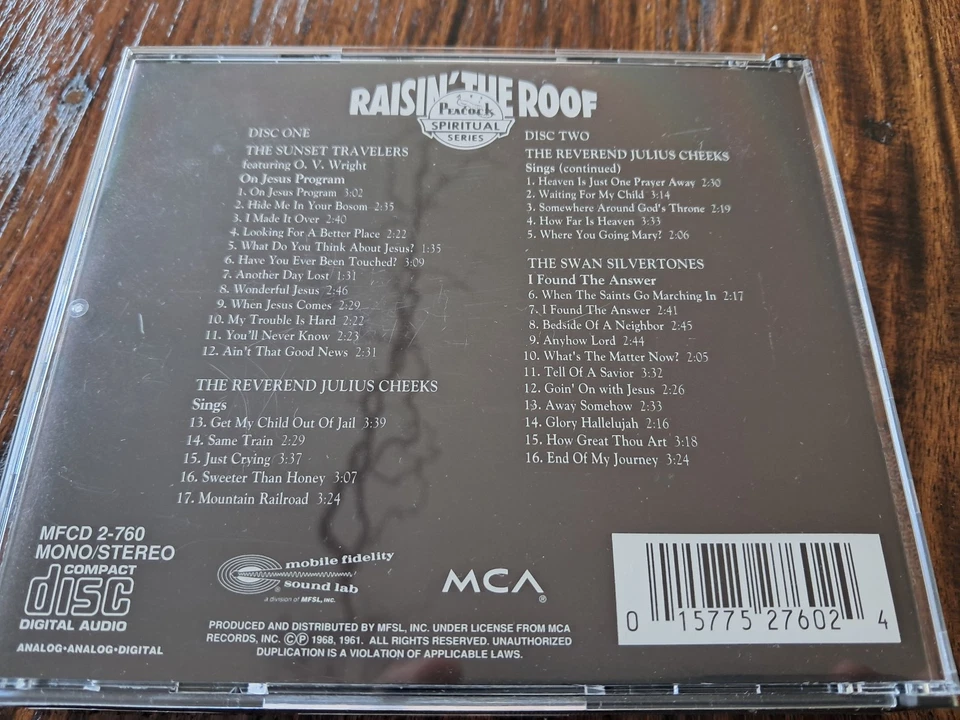 RAISIN' THE ROOF
PEACOCK
SPIRITUAL
SERIES
DISC ONE
THE SUNSET TRAVELERS
featuring O. V. Wright
On Jesus Program
1. On Jesus Program 3:02
2. Hide Me In Your Bosom 2:35
3. I Made It Over 2:40
4. Looking For A Better Place 2:22
5. What Do You Think About Jesus? 1:35
6. Have You Ever Been Touched? 3:09
7. Another Day Lost 1:31
8. Wonderful Jesus 2:46
9. When Jesus Comes 2:29
10. My Trouble Is Hard 2:22
11. You'll Never Know 2:23
12. Ain't That Good News 2:31
THE REVEREND JULIUS CHEEKS
Sings
13. Get My Child Out Of Jail 3:39
14. Same Train 2:29
15. Just Crying 3:37
16. Sweeter Than Honey 3:07
17. Mountain Railroad 3:24
DISC TWO
THE REVEREND JULIUS CHEEKS
Sings (continued)
1. Heaven Is Just One Prayer Away 2:30
2. Waiting For My Child 3:14
3. Somewhere Around God's Throne 2:19
4. How Far Is Heaven 3:33
5. Where You Going Mary? 2:06
THE SWAN SILVERTONES
I Found The Answer
6. When The Saints Go Marching In 2:17
7. I Found The Answer 2:41
8. Bedside Of A Neighbor 2:45
9. Anyhow Lord 2:44
10. What's The Matter Now? 2:05
11. Tell Of A Savior 3:32
12. Goin' On with Jesus 2:26
13. Away Somehow 2:33
14. Glory Hallelujah 2:16
15. How Great Thou Art 3:18
16. End Of My Journey 3:24
MFCD 2-760
MONO/STEREO
COMPACT
disc
DIGITAL AUDIO
ANALOG•ANALOG•DIGITAL
mobile fidelity
sound lab
a division of MFSL, INC.
MCA®
PRODUCED AND DISTRIBUTED BY MFSL, INC. UNDER LICENSE FROM MCA
RECORDS, INC. ©℗ 1968, 1961. ALL RIGHTS RESERVED. UNAUTHORIZED
DUPLICATION IS A VIOLATION OF APPLICABLE LAWS.
0 15775 27602 4